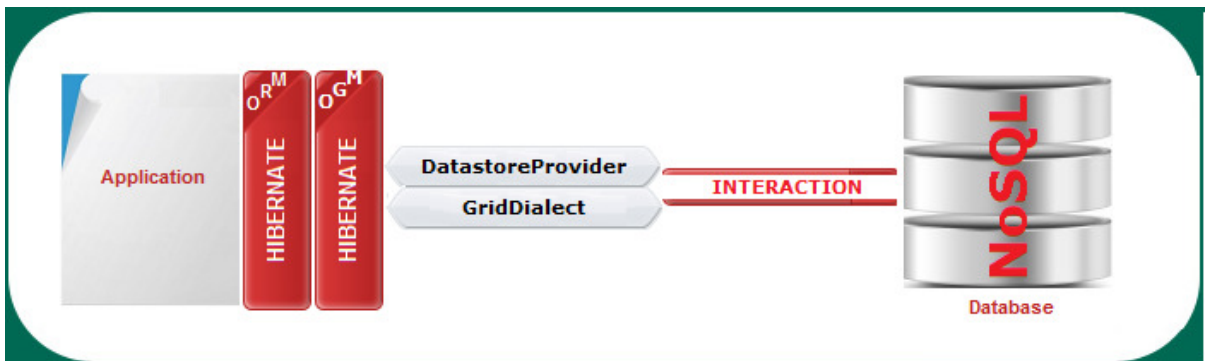 Application
ORM
HIBERNATE
OGM
HIBERNATE
DatastoreProvider
GridDialect
INTERACTION
NoSQL
Database